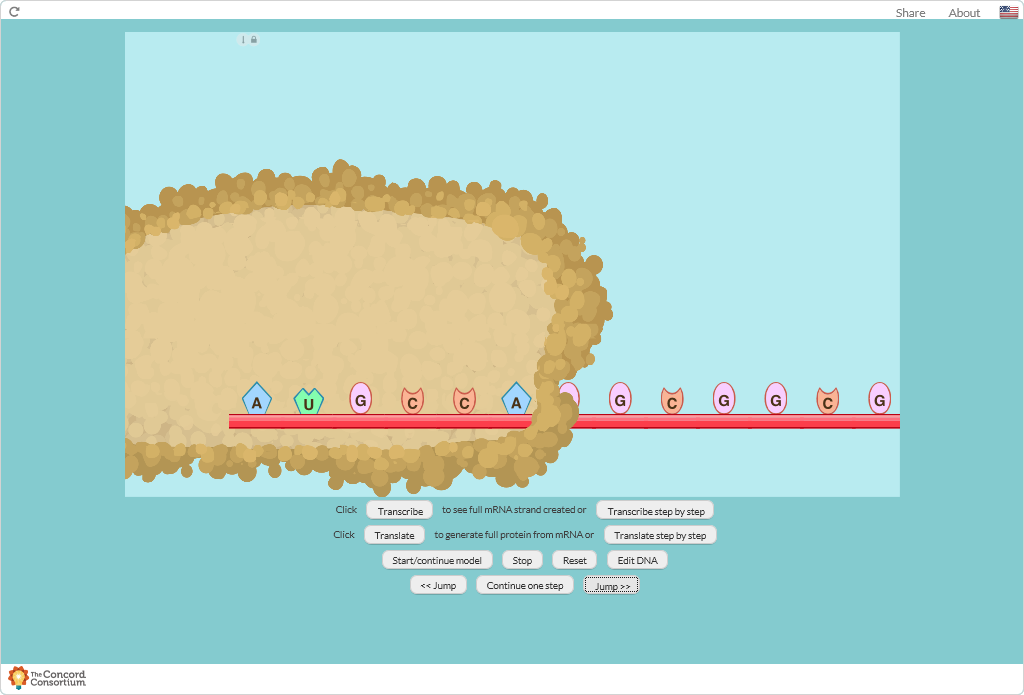 Share About
A U G C C A G C G G C G
Click Transcribe to see full mRNA strand created or Transcribe step by step
Click Translate to generate full protein from mRNA or Translate step by step
Start/continue model Stop Reset Edit DNA
<< Jump Continue one step Jump >>
The Concord
Consortium